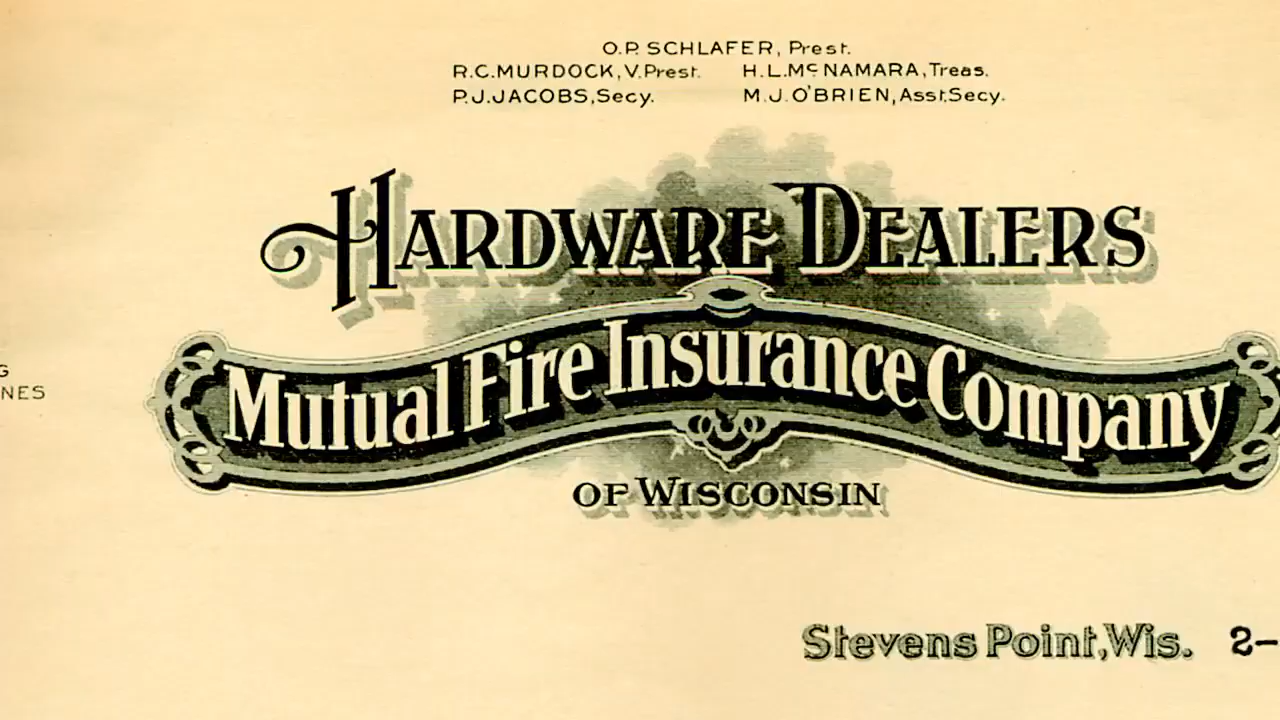 O.P. SCHLAFER, Prest.
R.C. MURDOCK, V. Prest. H.L. McNAMARA, Treas.
P.J. JACOBS, Secy. M.J. O'BRIEN, Asst. Secy.
HARDWARE DEALERS
Mutual Fire Insurance Company
OF WISCONSIN
Stevens Point, Wis. 2-